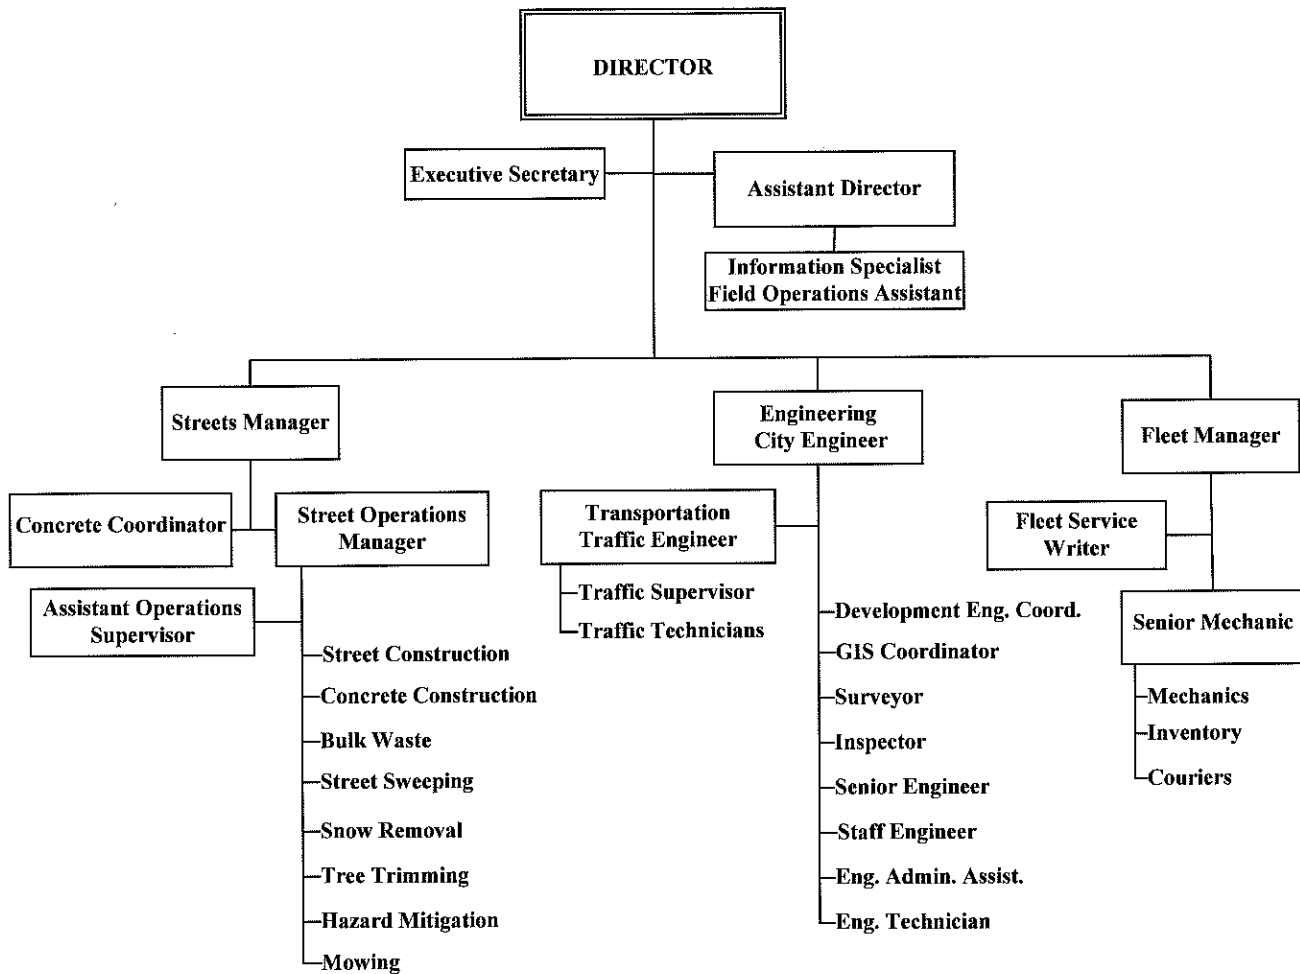 DIRECTOR
Executive Secretary
Assistant Director
Information Specialist
Field Operations Assistant
Streets Manager
Engineering
City Engineer
Fleet Manager
Concrete Coordinator
Street Operations
Manager
Transportation
Traffic Engineer
Fleet Service
Writer
Assistant Operations
Supervisor
Traffic Supervisor
Traffic Technicians
Development Eng. Coord.
GIS Coordinator
Surveyor
Inspector
Senior Engineer
Staff Engineer
Eng. Admin. Assist.
Eng. Technician
Senior Mechanic
Mechanics
Inventory
Couriers
Street Construction
Concrete Construction
Bulk Waste
Street Sweeping
Snow Removal
Tree Trimming
Hazard Mitigation
Mowing